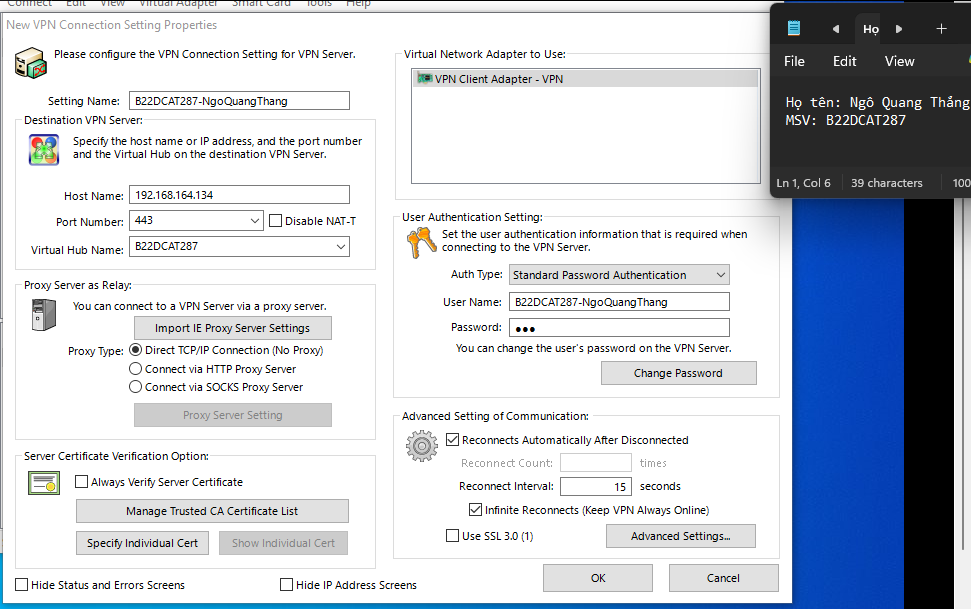 Connect Edit View Virtual Adapter Smart Card Tools Help
New VPN Connection Setting Properties
Please configure the VPN Connection Setting for VPN Server.
Setting Name: B22DCAT287-NgoQuangThang
Destination VPN Server:
Specify the host name or IP address, and the port number
and the Virtual Hub on the destination VPN Server.
Host Name: 192.168.164.134
Port Number: 443 Disable NAT-T
Virtual Hub Name: B22DCAT287
Proxy Server as Relay:
You can connect to a VPN Server via a proxy server.
Import IE Proxy Server Settings
Proxy Type: Direct TCP/IP Connection (No Proxy)
Connect via HTTP Proxy Server
Connect via SOCKS Proxy Server
Proxy Server Setting
Server Certificate Verification Option:
Always Verify Server Certificate
Manage Trusted CA Certificate List
Specify Individual Cert Show Individual Cert
Hide Status and Errors Screens Hide IP Address Screens
Virtual Network Adapter to Use:
VPN Client Adapter - VPN
User Authentication Setting:
Set the user authentication information that is required when
connecting to the VPN Server.
Auth Type: Standard Password Authentication
User Name: B22DCAT287-NgoQuangThang
Password: ●●●
You can change the user's password on the VPN Server.
Change Password
Advanced Setting of Communication:
Reconnects Automatically After Disconnected
Reconnect Count: times
Reconnect Interval: 15 seconds
Infinite Reconnects (Keep VPN Always Online)
Use SSL 3.0 (1) Advanced Settings...
OK Cancel
Họ
File Edit View
Họ tên: Ngô Quang Thắng
MSV: B22DCAT287
Ln 1, Col 6 39 characters 100